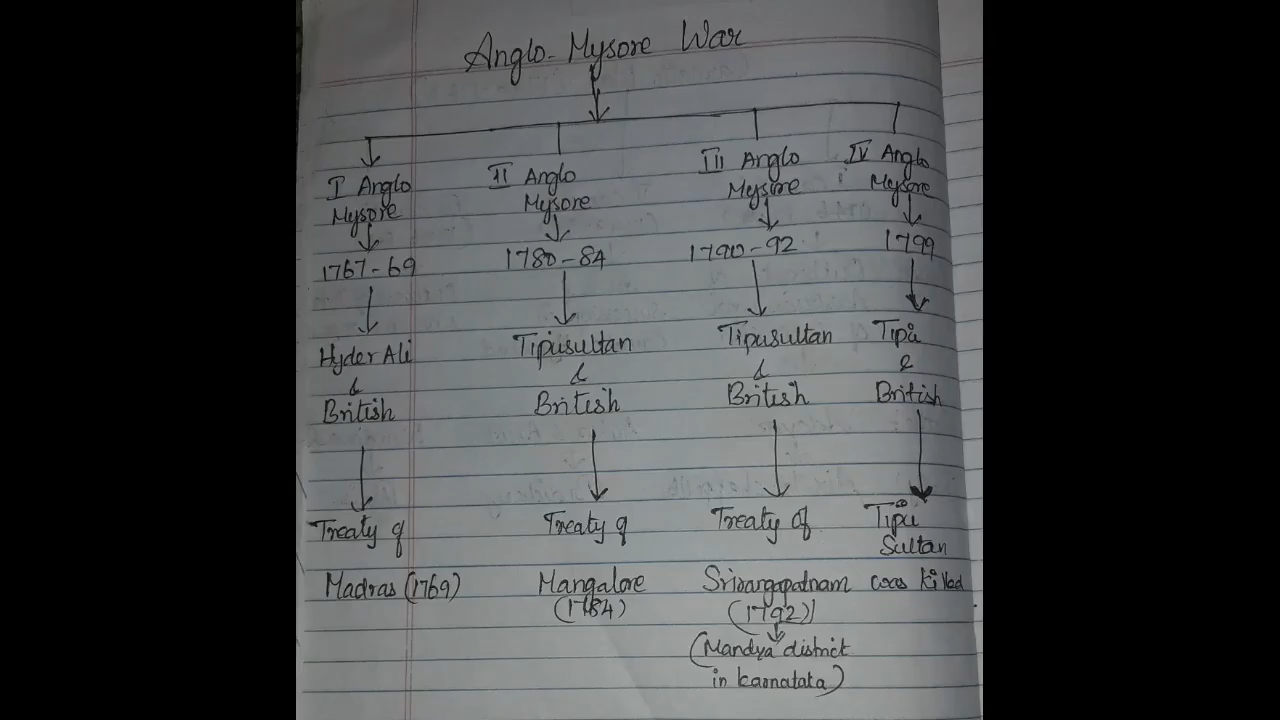 Anglo-Mysore War
I Anglo
Mysore
1767-69
Hyder Ali
&
British
Treaty of
Madras (1769)
II Anglo
Mysore
1780-84
Tipusultan
&
British
Treaty of
Mangalore
(1784)
III Anglo
Mysore
1790-92
Tipusultan
&
British
Treaty of
Srirangapatnam
(1792)
(Mandya district
in karnataka)
IV Anglo
Mysore
1799
Tipu
&
British
Tipu
Sultan
was killed